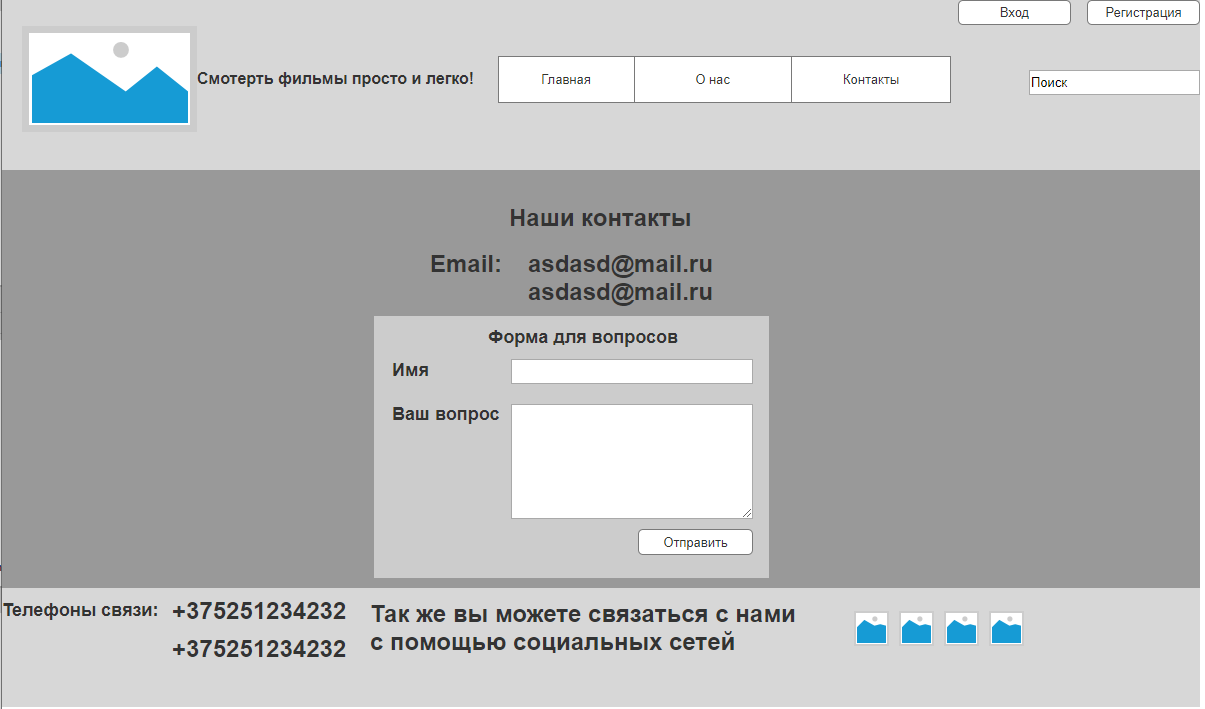 Вход
Регистрация
Смотерть фильмы просто и легко!
Главная
О нас
Контакты
Поиск
Наши контакты
Email: asdasd@mail.ru
asdasd@mail.ru
Форма для вопросов
Имя
Ваш вопрос
Отправить
Телефоны связи: +375251234232
+375251234232
Так же вы можете связаться с нами
с помощью социальных сетей